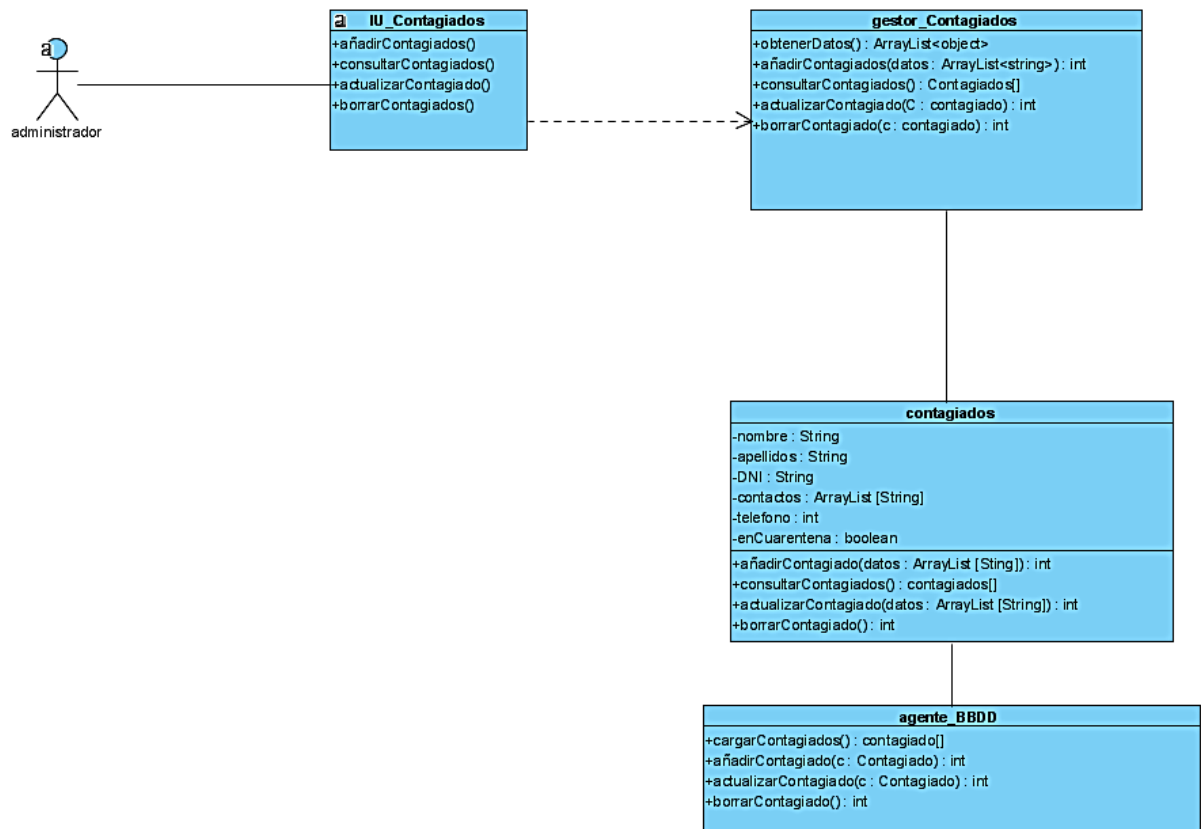 a
administrador
a IU_Contagiados
+añadirContagiados()
+consultarContagiados()
+actualizarContagiado()
+borrarContagiados()
gestor_Contagiados
+obtenerDatos() : ArrayList<object>
+añadirContagiados(datos : ArrayList<string>) : int
+consultarContagiados() : Contagiados[]
+actualizarContagiado(C : contagiado) : int
+borrarContagiado(c : contagiado) : int
contagiados
-nombre : String
-apellidos : String
-DNI : String
-contactos : ArrayList [String]
-telefono : int
-enCuarentena : boolean
+añadirContagiado(datos : ArrayList [Sting]) : int
+consultarContagiados() : contagiados[]
+actualizarContagiado(datos : ArrayList [String]) : int
+borrarContagiado() : int
agente_BBDD
+cargarContagiados() : contagiado[]
+añadirContagiado(c : Contagiado) : int
+actualizarContagiado(c : Contagiado) : int
+borrarContagiado() : int